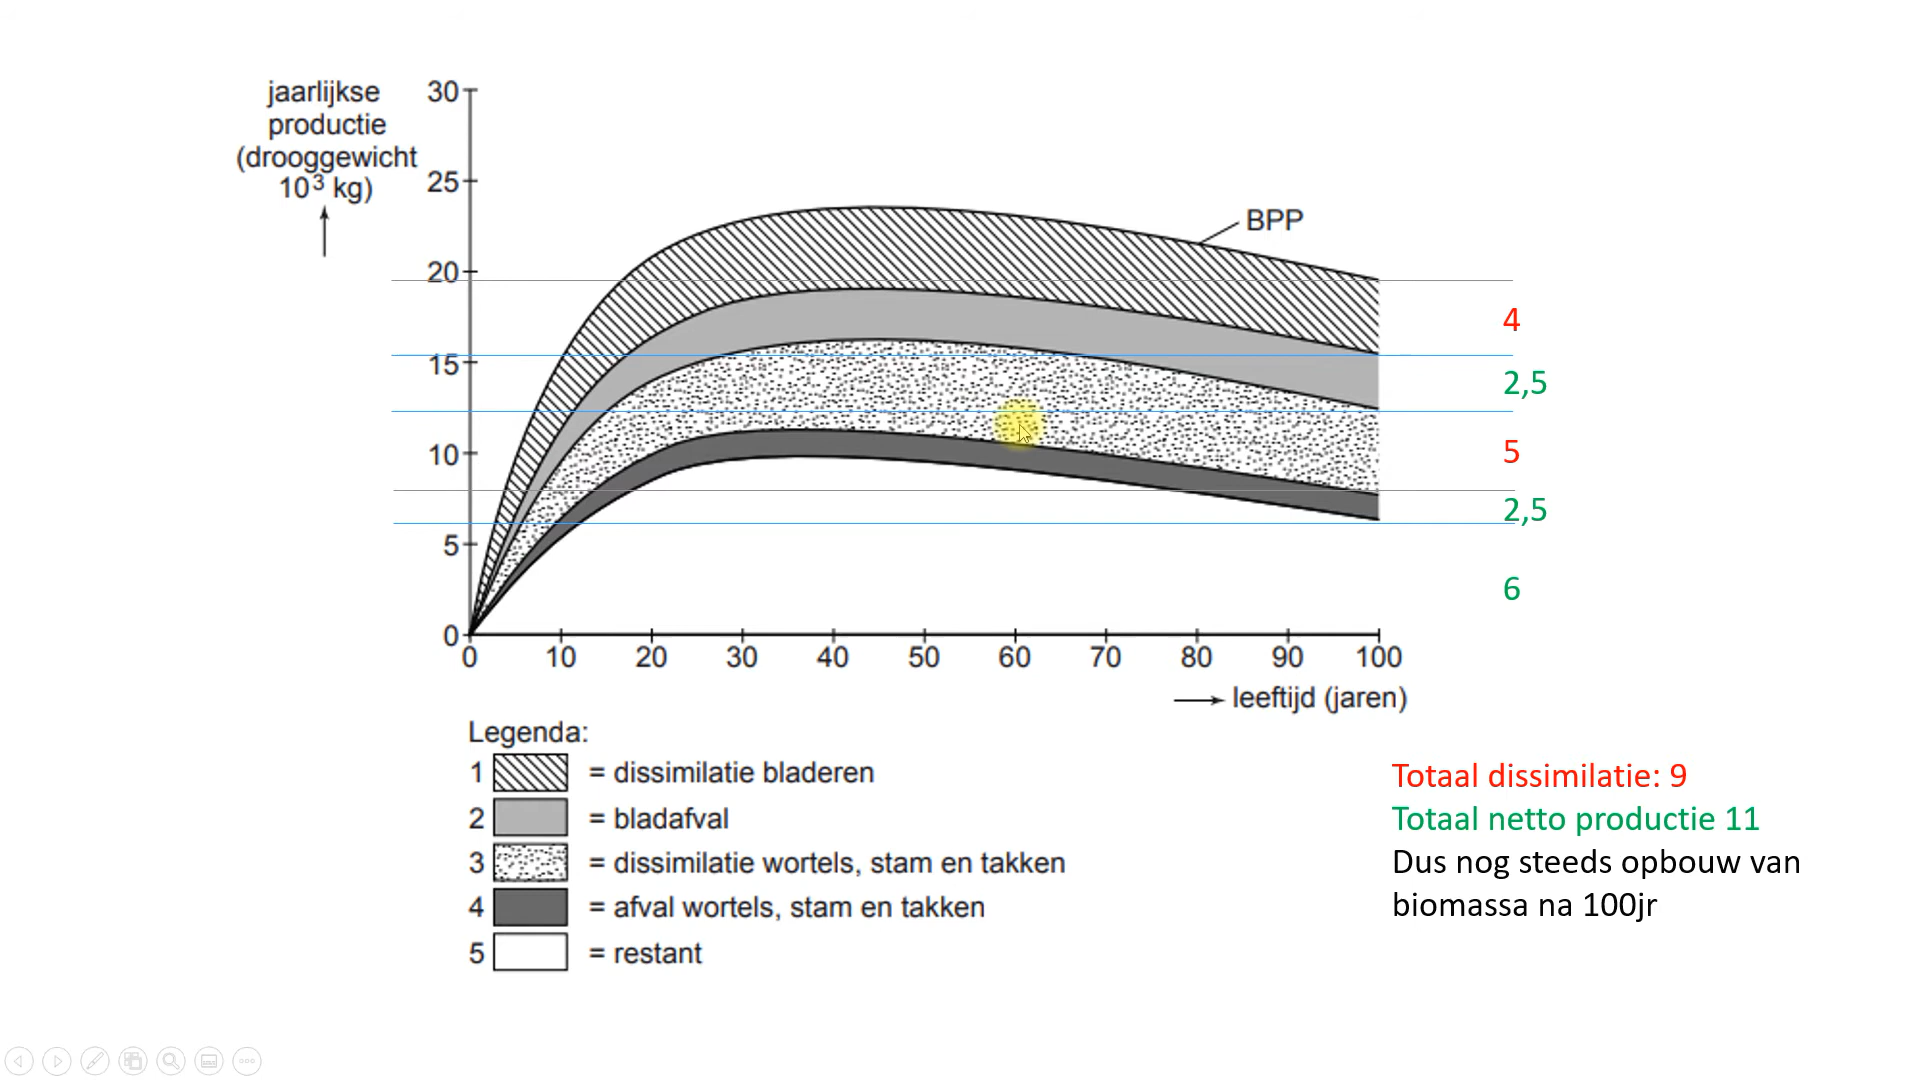 jaarlijkse
productie
(drooggewicht
10³ kg)
30
25
20
15
10
5
0
BPP
4
2,5
5
2,5
6
0 10 20 30 40 50 60 70 80 90 100
leeftijd (jaren)
Legenda:
1 = dissimilatie bladeren
2 = bladafval
3 = dissimilatie wortels, stam en takken
4 = afval wortels, stam en takken
5 = restant
Totaal dissimilatie: 9
Totaal netto productie 11
Dus nog steeds opbouw van
biomassa na 100jr